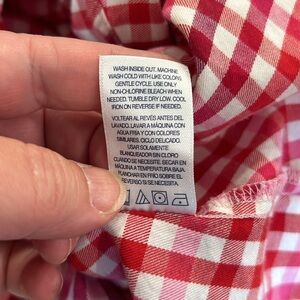 WASH INSIDE OUT. MACHINE
WASH COLD WITH LIKE COLORS
GENTLE CYCLE. USE ONLY
NON-CHLORINE BLEACH WHEN
NEEDED. TUMBLE DRY LOW. COOL
IRON ON REVERSE IF NEEDED.
VOLTEAR AL REVÉS ANTES DEL
LAVADO, LAVAR A MÁQUINA CON
AGUA FRIA Y CON COLORES
SIMILARES, CICLO DELICADO.
USAR SOLAMENTE
BLANQUEADOR SIN CLORO
CUANDO SE NECESITE. SECAR EN
MÁQUINA A TEMPERATURA BAJA.
PLANCHAR EN FRÍO SOBRE EL
REVERSO SI SE NECESITA.